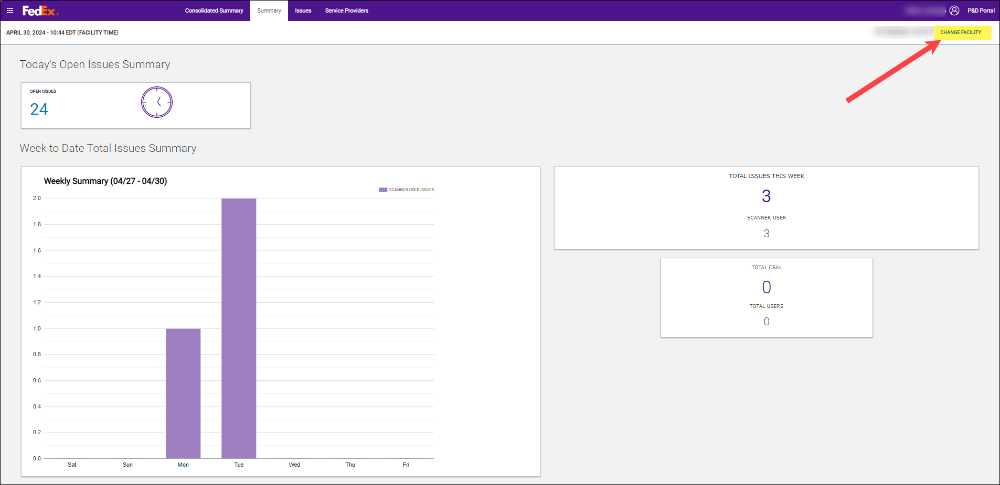 FedEx Consolidated Summary Summary Issues Service Providers P&D Portal
APRIL 30, 2024 - 10:44 EDT (FACILITY TIME) CHANGE FACILITY
Today's Open Issues Summary
OPEN ISSUES
24
Week to Date Total Issues Summary
Weekly Summary (04/27 - 04/30)
SCANNER USER ISSUES
2.0
1.8
1.6
1.4
1.2
1.0
0.8
0.6
0.4
0.2
0.0
Sat Sun Mon Tue Wed Thu Fri
TOTAL ISSUES THIS WEEK
3
SCANNER USER
3
TOTAL CSAs
0
TOTAL USERS
0